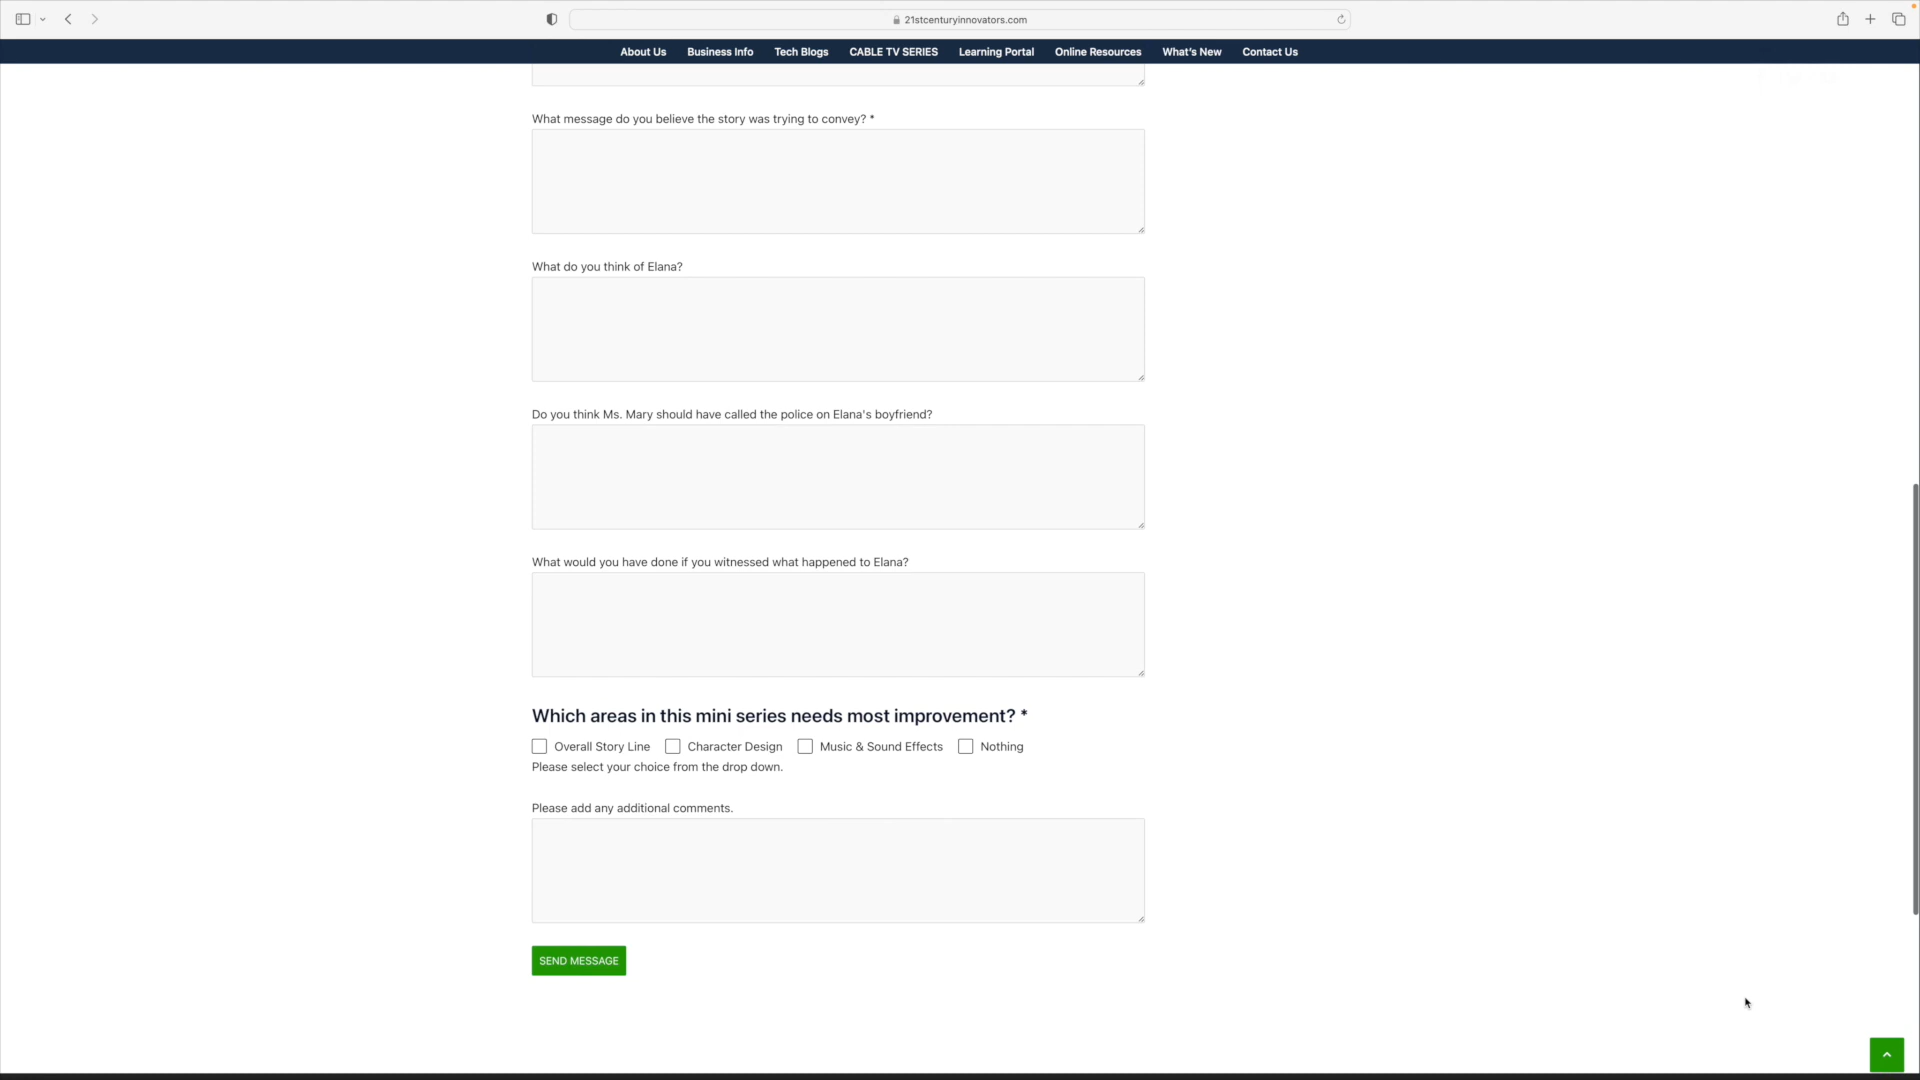 21stcenturyinnovators.com
About Us Business Info Tech Blogs CABLE TV SERIES Learning Portal Online Resources What's New Contact Us
What message do you believe the story was trying to convey? *
What do you think of Elana?
Do you think Ms. Mary should have called the police on Elana's boyfriend?
What would you have done if you witnessed what happened to Elana?
Which areas in this mini series needs most improvement? *
Overall Story Line Character Design Music & Sound Effects Nothing
Please select your choice from the drop down.
Please add any additional comments.
SEND MESSAGE